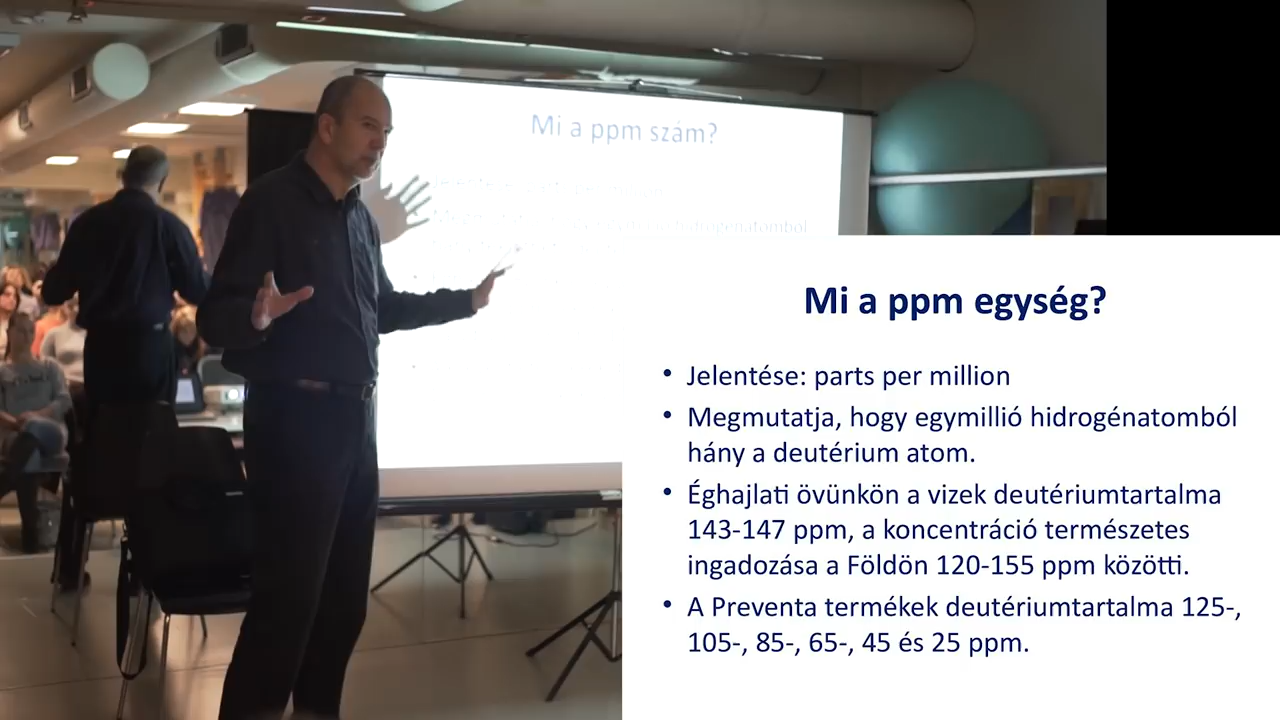 Mi a ppm szám?
hidrogénatomból
Mi a ppm egység?
• Jelentése: parts per million
• Megmutatja, hogy egymillió hidrogénatomból
hány a deutérium atom.
• Éghajlati övünkön a vizek deutériumtartalma
143-147 ppm, a koncentráció természetes
ingadozása a Földön 120-155 ppm közötti.
• A Preventa termékek deutériumtartalma 125-,
105-, 85-, 65-, 45 és 25 ppm.